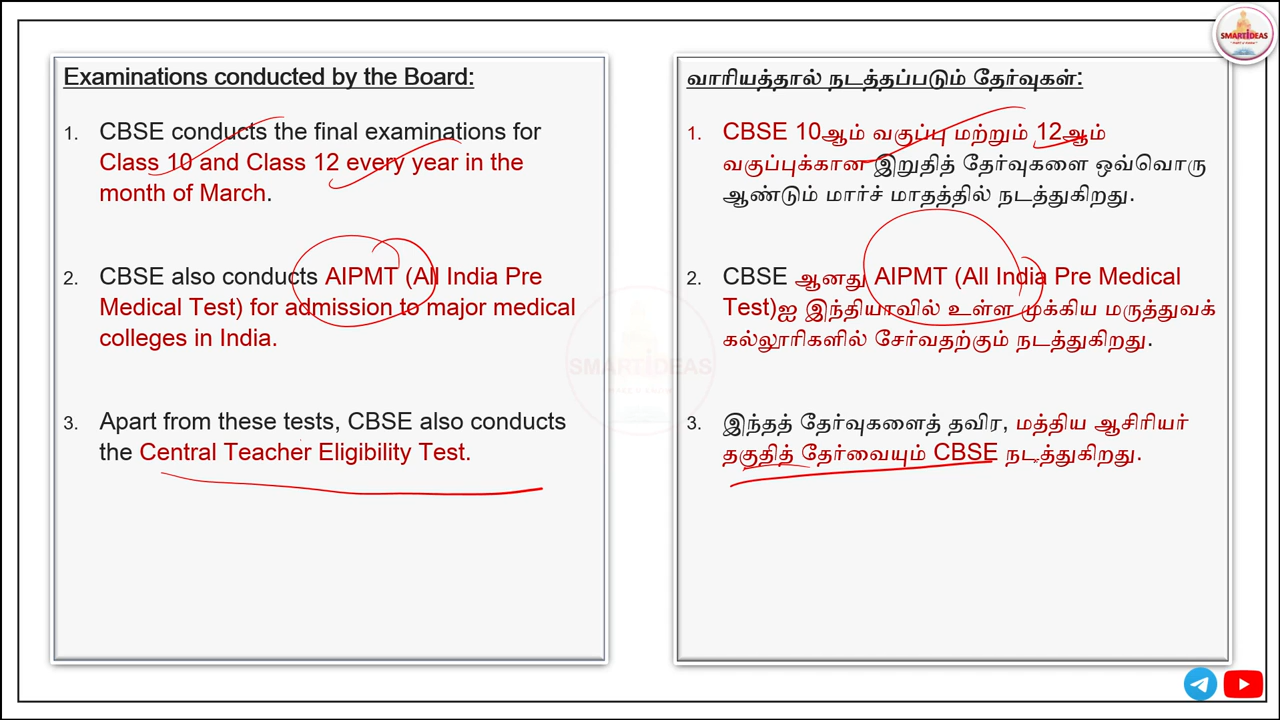 SMARTIDEAS
Examinations conducted by the Board:
1. CBSE conducts the final examinations for
Class 10 and Class 12 every year in the
month of March.
2. CBSE also conducts AIPMT (All India Pre
Medical Test) for admission to major medical
colleges in India.
3. Apart from these tests, CBSE also conducts
the Central Teacher Eligibility Test.
வாரியத்தால் நடத்தப்படும் தேர்வுகள்:
1. CBSE 10ஆம் வகுப்பு மற்றும் 12ஆம்
வகுப்புக்கான இறுதித் தேர்வுகளை ஒவ்வொரு
ஆண்டும் மார்ச் மாதத்தில் நடத்துகிறது.
2. CBSE ஆனது AIPMT (All India Pre Medical
Test)ஐ இந்தியாவில் உள்ள முக்கிய மருத்துவக்
கல்லூரிகளில் சேர்வதற்கும் நடத்துகிறது.
3. இந்தத் தேர்வுகளைத் தவிர, மத்திய ஆசிரியர்
தகுதித் தேர்வையும் CBSE நடத்துகிறது.
SMARTIDEAS